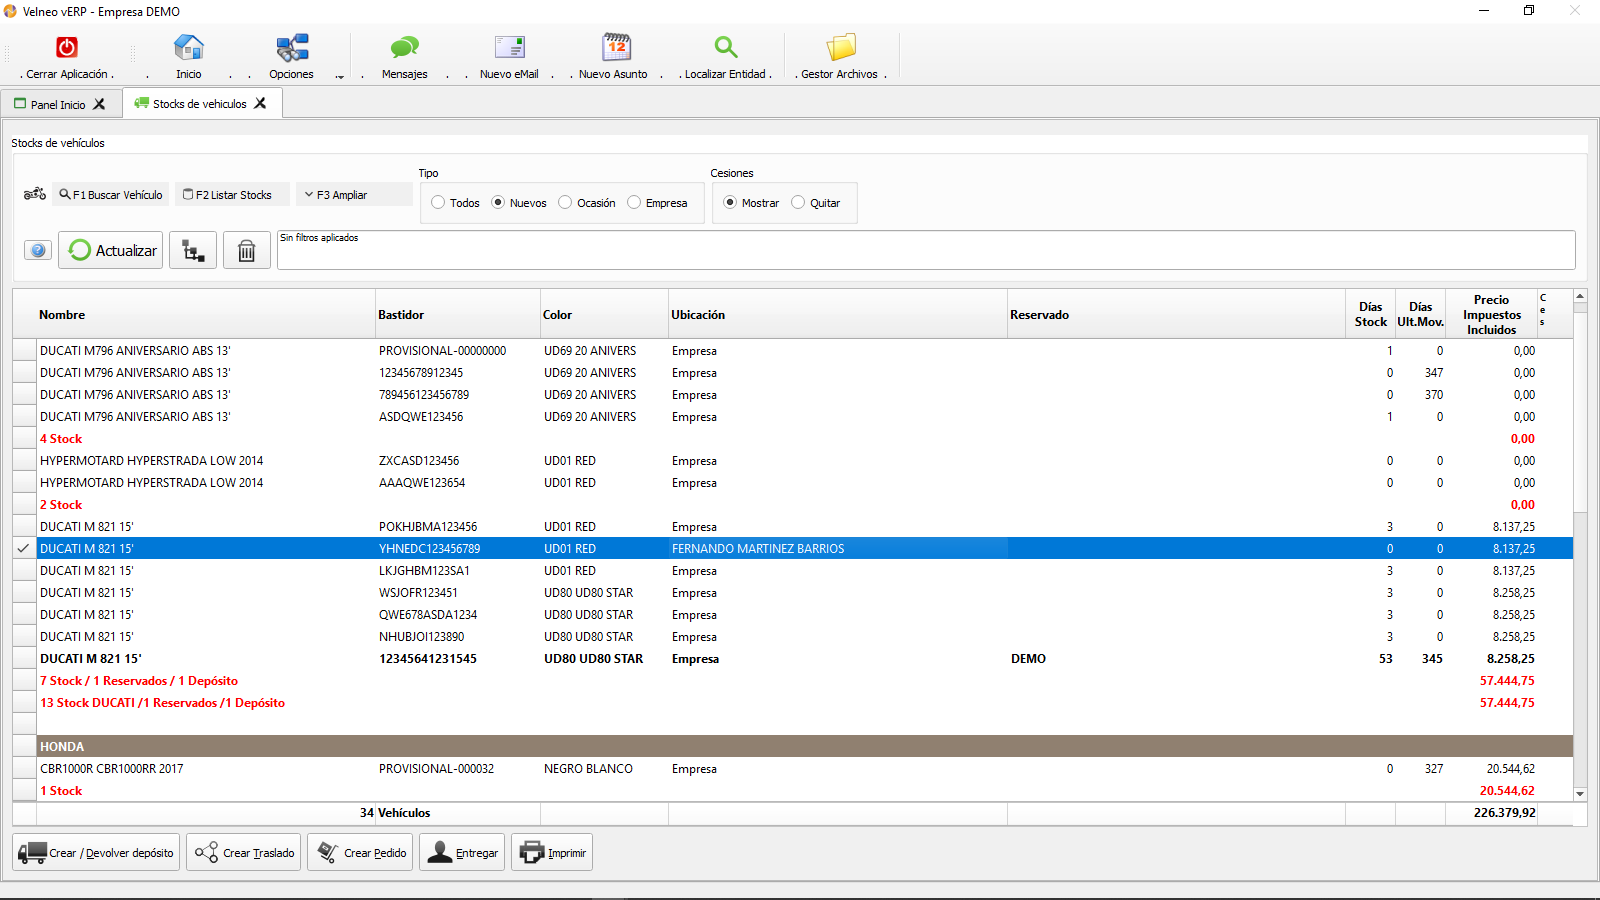 Velneo vERP - Empresa DEMO
. Cerrar Aplicación .
. Inicio .
. Opciones
. Mensajes .
. Nuevo eMail .
. Nuevo Asunto .
. Localizar Entidad .
. Gestor Archivos .
Panel Inicio
Stocks de vehiculos
Stocks de vehículos
Tipo
Cesiones
F1 Buscar Vehículo
F2 Listar Stocks
F3 Ampliar
Todos Nuevos Ocasión Empresa
Mostrar Quitar
Actualizar
Sin filtros aplicados
Nombre Bastidor Color Ubicación Reservado Días Stock Días Ult.Mov. Precio Impuestos Incluidos Ces
DUCATI M796 ANIVERSARIO ABS 13' PROVISIONAL-00000000 UD69 20 ANIVERS Empresa 1 0 0,00
DUCATI M796 ANIVERSARIO ABS 13' 12345678912345 UD69 20 ANIVERS Empresa 0 347 0,00
DUCATI M796 ANIVERSARIO ABS 13' 789456123456789 UD69 20 ANIVERS Empresa 0 370 0,00
DUCATI M796 ANIVERSARIO ABS 13' ASDQWE123456 UD69 20 ANIVERS Empresa 1 0 0,00
4 Stock 0,00
HYPERMOTARD HYPERSTRADA LOW 2014 ZXCASD123456 UD01 RED Empresa 0 0 0,00
HYPERMOTARD HYPERSTRADA LOW 2014 AAAQWE123654 UD01 RED Empresa 0 0 0,00
2 Stock 0,00
DUCATI M 821 15' POKHJBMA123456 UD01 RED Empresa 3 0 8.137,25
DUCATI M 821 15' YHNEDC123456789 UD01 RED FERNANDO MARTINEZ BARRIOS 0 0 8.137,25
DUCATI M 821 15' LKJGHBM123SA1 UD01 RED Empresa 3 0 8.137,25
DUCATI M 821 15' WSJOFR123451 UD80 UD80 STAR Empresa 3 0 8.258,25
DUCATI M 821 15' QWE678ASDA1234 UD80 UD80 STAR Empresa 3 0 8.258,25
DUCATI M 821 15' NHUBJOI123890 UD80 UD80 STAR Empresa 3 0 8.258,25
DUCATI M 821 15' 12345641231545 UD80 UD80 STAR Empresa DEMO 53 345 8.258,25
7 Stock / 1 Reservados / 1 Depósito 57.444,75
13 Stock DUCATI /1 Reservados /1 Depósito 57.444,75
HONDA
CBR1000R CBR1000RR 2017 PROVISIONAL-000032 NEGRO BLANCO Empresa 0 327 20.544,62
1 Stock 20.544,62
34 Vehículos 226.379,92
Crear / Devolver depósito
Crear Traslado
Crear Pedido
Entregar
Imprimir